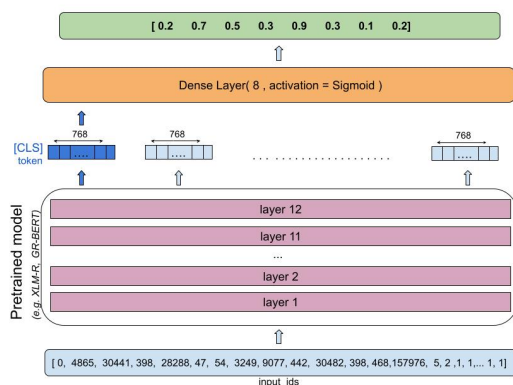 [ 0.2 0.7 0.5 0.3 0.9 0.3 0.1 0.2]
Dense Layer( 8 , activation = Sigmoid )
[CLS]
token
768
....
768
....
. . . . . . . . . . . . . . . . . . . . .
768
....
Pretrained model
(e.g. XLM-R, GR-BERT)
layer 12
layer 11
...
layer 2
layer 1
[ 0, 4865, 30441, 398, 28288, 47, 54, 3249, 9077, 442, 30482, 398, 468,157976, 5, 2 ,1, 1,... 1, 1]
input_ids